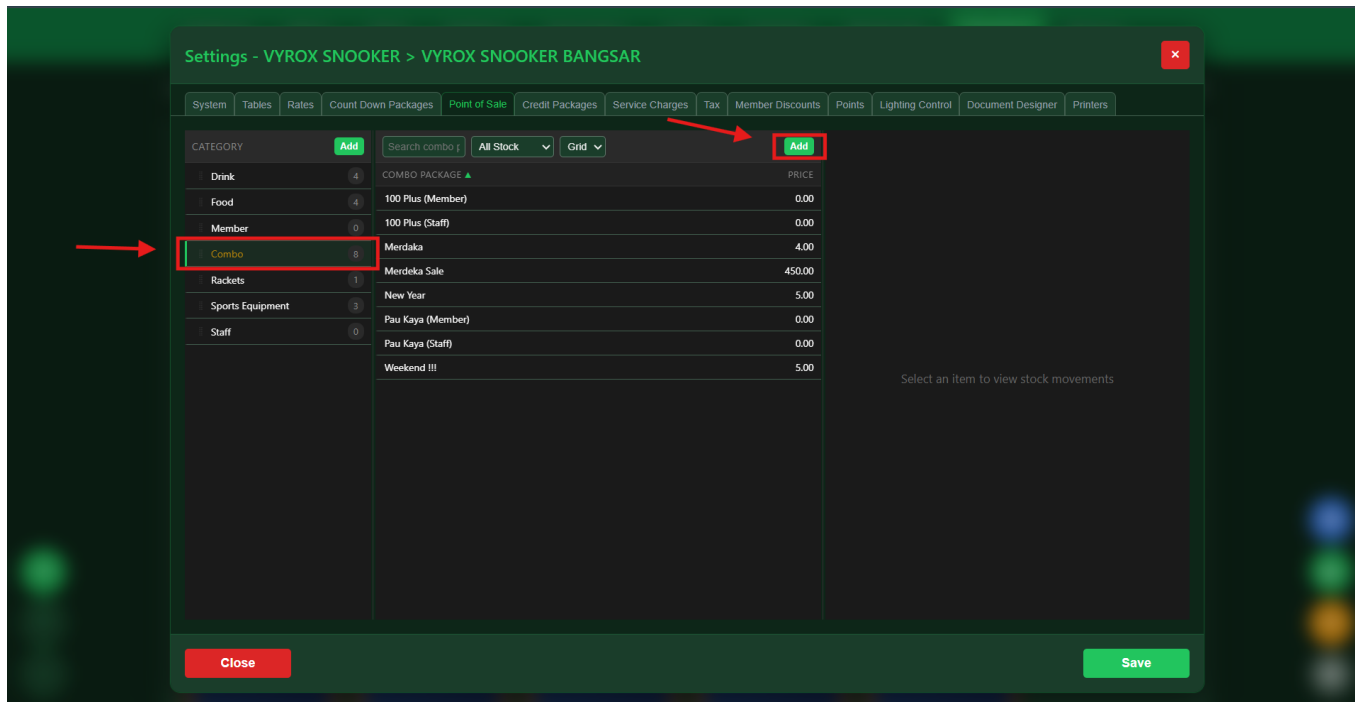 Settings - VYROX SNOOKER > VYROX SNOOKER BANGSAR
×
System Tables Rates Count Down Packages Point of Sale Credit Packages Service Charges Tax Member Discounts Points Lighting Control Document Designer Printers
CATEGORY Add
Drink 4
Food 4
Member 0
Combo 8
Rackets 1
Sports Equipment 3
Staff 0
Search combo All Stock Grid Add
COMBO PACKAGE ▲ PRICE
100 Plus (Member) 0.00
100 Plus (Staff) 0.00
Merdaka 4.00
Merdeka Sale 450.00
New Year 5.00
Pau Kaya (Member) 0.00
Pau Kaya (Staff) 0.00
Weekend !!! 5.00
Select an item to view stock movements
Close Save